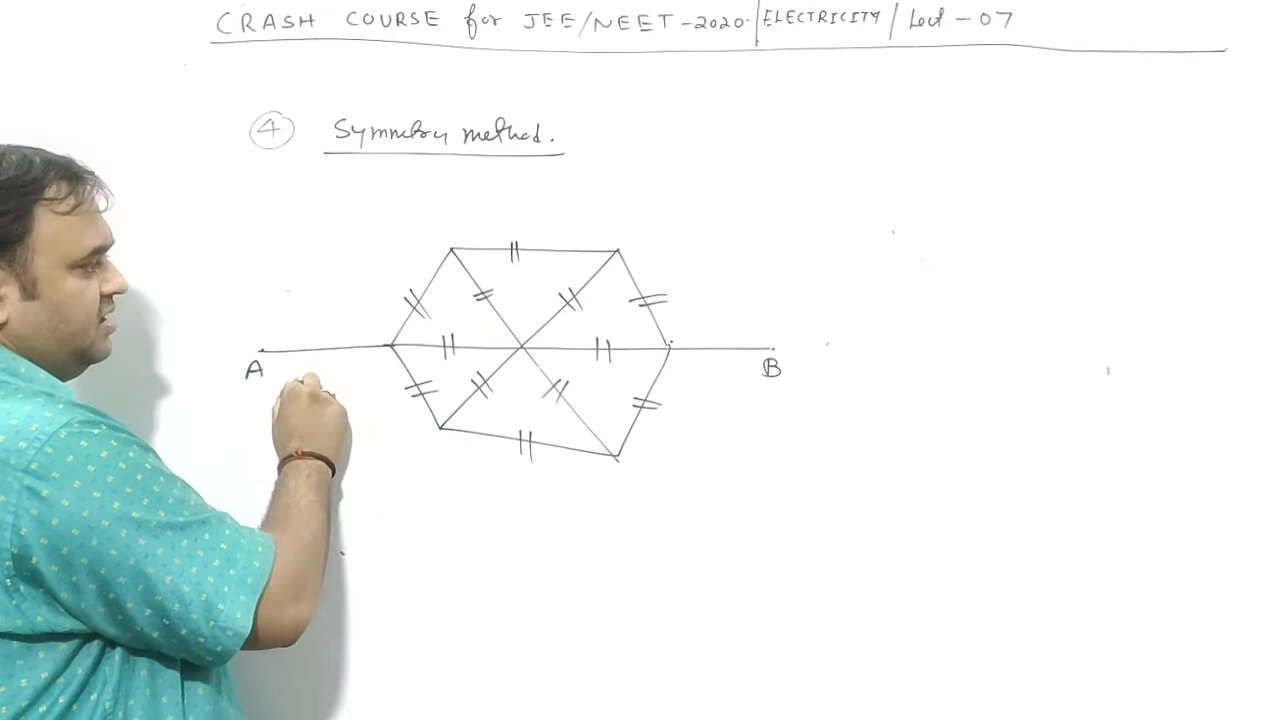 CRASH COURSE for JEE/NEET-2020. | ELECTRICITY / Lect - 07
4 Symmetry method.
A
B